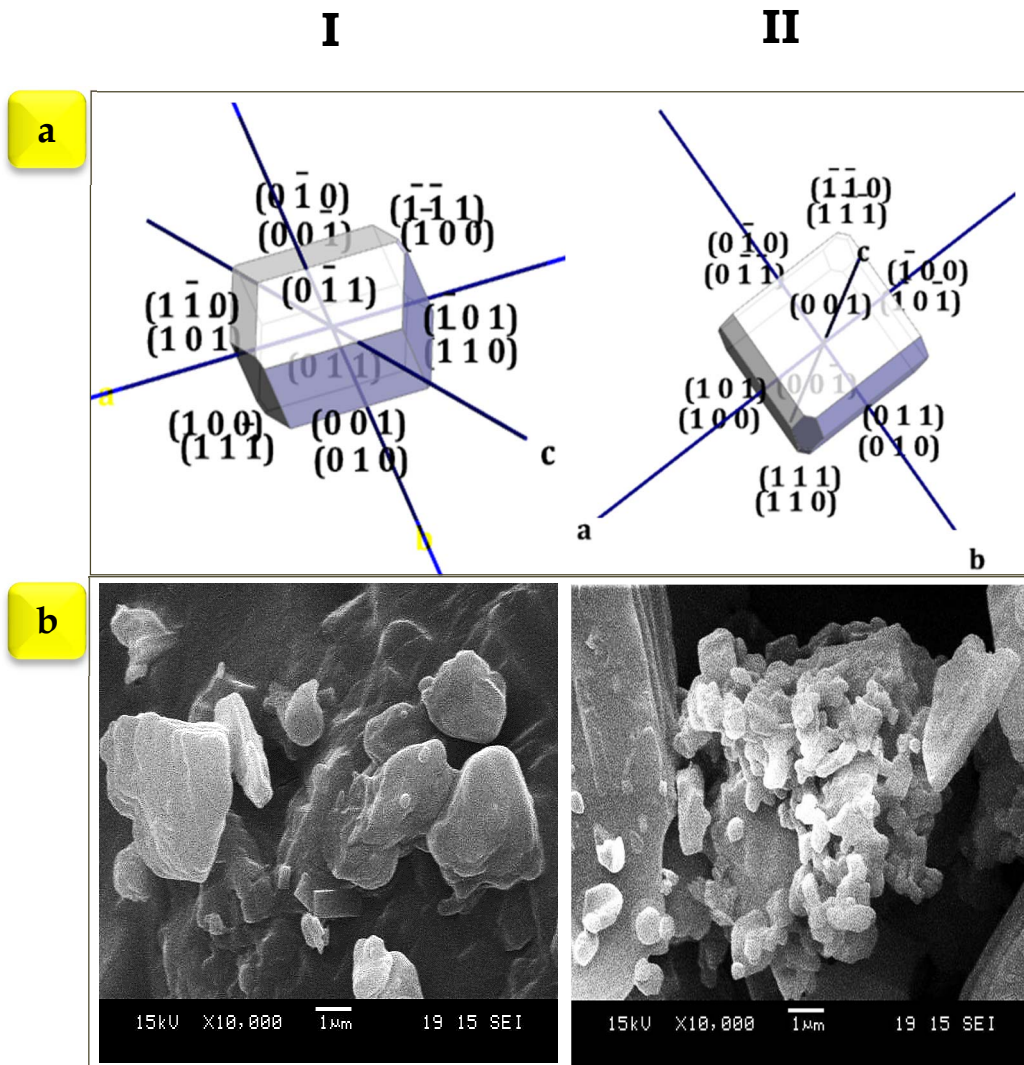 I II
a
(0 1̄ 0)
(0 0 1̄)
(1̄ 1̄ 1)
(1̄ 0 0)
(0 1̄ 1)
(1 1̄ 0)
(1 0 1)
(1̄ 0 1)
(1̄ 1 0)
(0 1 1)
(1 0 0)
(1 1 1)
(0 0 1)
(0 1 0)
a
b
c
(1̄ 1̄ 0)
(1̄ 1̄ 1)
(0 1̄ 0)
(0 1̄ 1̄)
c
(1̄ 0 0)
(1̄ 0 1̄)
(0 0 1)
(1 0 1)
(1 0 0)
(0 0 1̄)
(0 1 1)
(0 1 0)
(1 1 1)
(1 1 0)
a
b
b
15kV X10,000 1μm 19 15 SEI
15kV X10,000 1μm 19 15 SEI